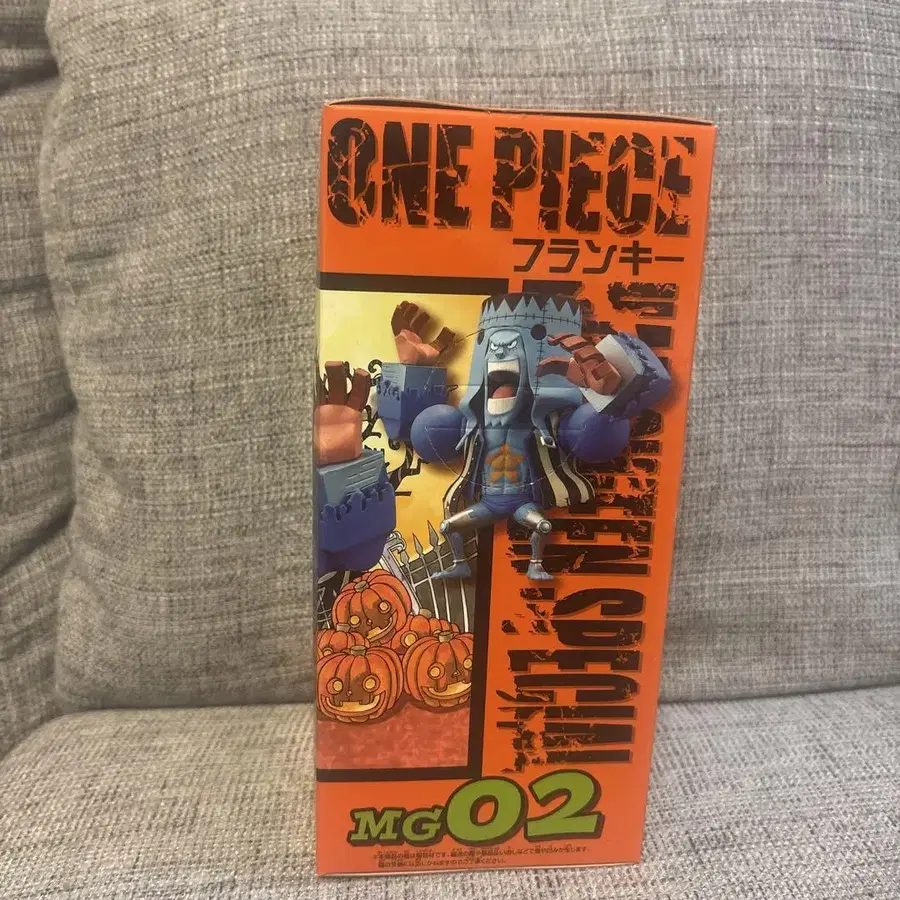 ONE PIECE
フランキー
HALLOWEEN SPECIAL
MG02